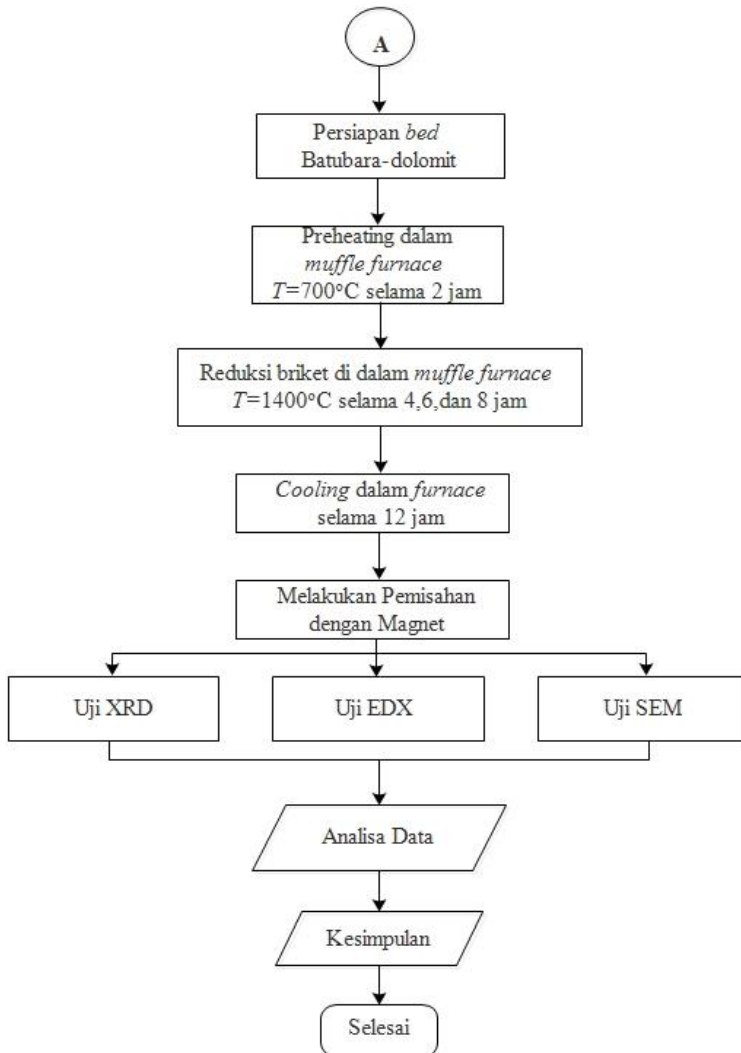 A
Persiapan bed
Batubara-dolomit
Preheating dalam
muffle furnace
T=700°C selama 2 jam
Reduksi briket di dalam muffle furnace
T=1400°C selama 4,6,dan 8 jam
Cooling dalam furnace
selama 12 jam
Melakukan Pemisahan
dengan Magnet
Uji XRD
Uji EDX
Uji SEM
Analisa Data
Kesimpulan
Selesai